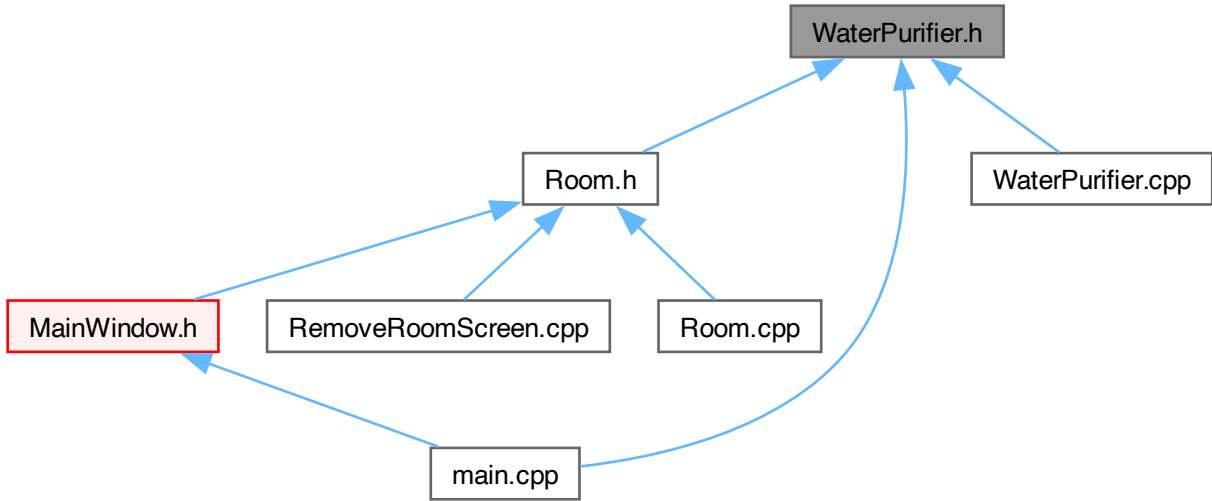 WaterPurifier.h
Room.h
WaterPurifier.cpp
MainWindow.h
RemoveRoomScreen.cpp
Room.cpp
main.cpp